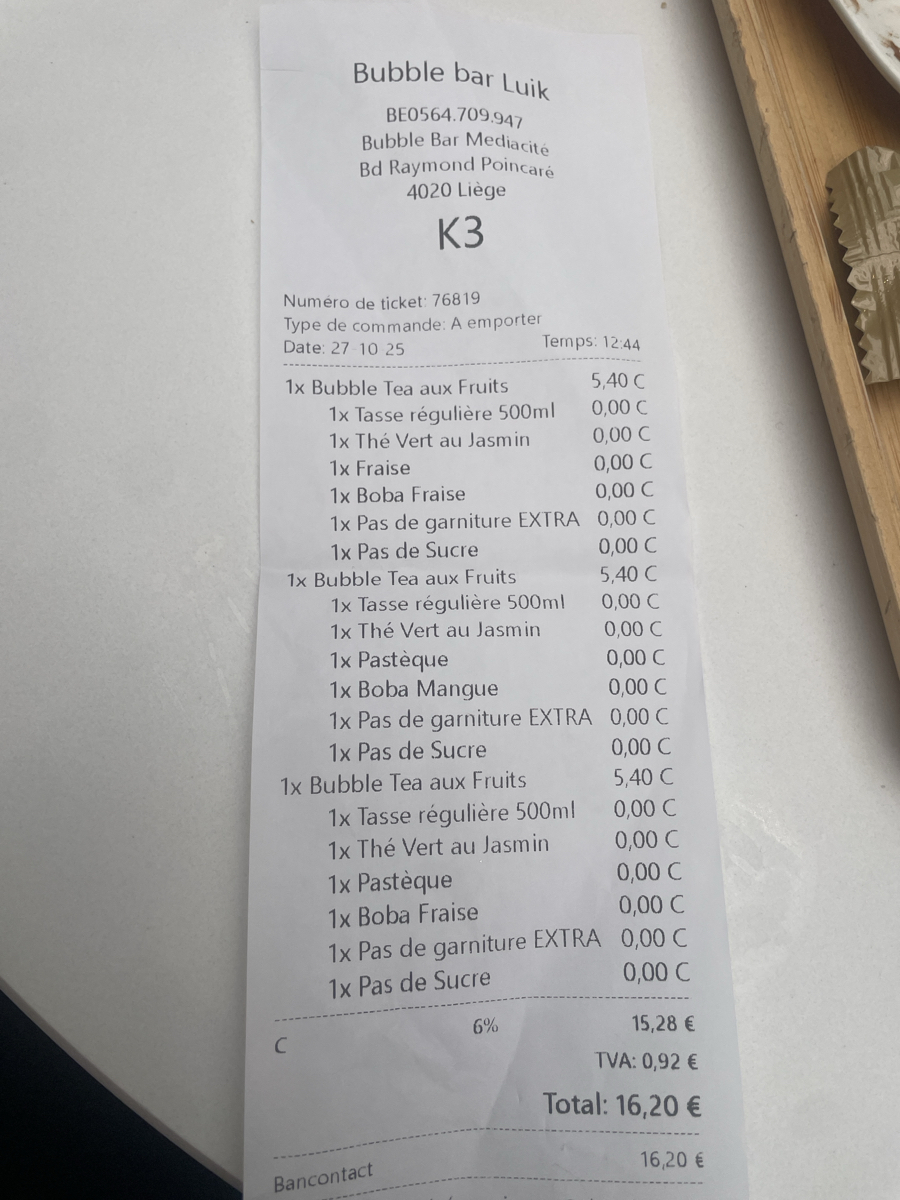 Bubble bar Luik
BE0564.709.947
Bubble Bar Mediacité
Bd Raymond Poincaré
4020 Liège
K3
Numéro de ticket: 76819
Type de commande: A emporter
Date: 27 10 25 Temps: 12:44
1x Bubble Tea aux Fruits 5,40 C
1x Tasse régulière 500ml 0,00 C
1x Thé Vert au Jasmin 0,00 C
1x Fraise 0,00 C
1x Boba Fraise 0,00 C
1x Pas de garniture EXTRA 0,00 C
1x Pas de Sucre 0,00 C
1x Bubble Tea aux Fruits 5,40 C
1x Tasse régulière 500ml 0,00 C
1x Thé Vert au Jasmin 0,00 C
1x Pastèque 0,00 C
1x Boba Mangue 0,00 C
1x Pas de garniture EXTRA 0,00 C
1x Pas de Sucre 0,00 C
1x Bubble Tea aux Fruits 5,40 C
1x Tasse régulière 500ml 0,00 C
1x Thé Vert au Jasmin 0,00 C
1x Pastèque 0,00 C
1x Boba Fraise 0,00 C
1x Pas de garniture EXTRA 0,00 C
1x Pas de Sucre 0,00 C
C 6% 15,28 €
TVA: 0,92 €
Total: 16,20 €
Bancontact 16,20 €